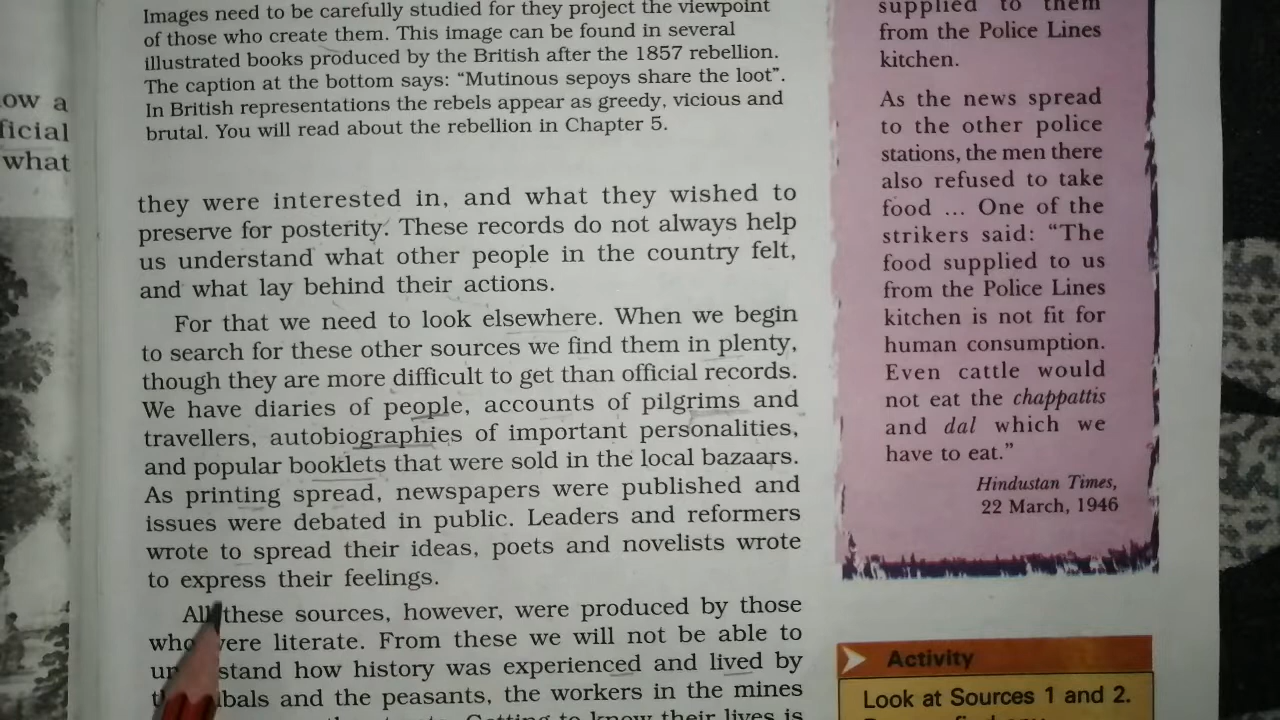 ow a
ficial
what
Images need to be carefully studied for they project the viewpoint
of those who create them. This image can be found in several
illustrated books produced by the British after the 1857 rebellion.
The caption at the bottom says: “Mutinous sepoys share the loot”.
In British representations the rebels appear as greedy, vicious and
brutal. You will read about the rebellion in Chapter 5.
they were interested in, and what they wished to
preserve for posterity. These records do not always help
us understand what other people in the country felt,
and what lay behind their actions.
For that we need to look elsewhere. When we begin
to search for these other sources we find them in plenty,
though they are more difficult to get than official records.
We have diaries of people, accounts of pilgrims and
travellers, autobiographies of important personalities,
and popular booklets that were sold in the local bazaars.
As printing spread, newspapers were published and
issues were debated in public. Leaders and reformers
wrote to spread their ideas, poets and novelists wrote
to express their feelings.
All these sources, however, were produced by those
who were literate. From these we will not be able to
un stand how history was experienced and lived by
bals and the peasants, the workers in the mines
Getting to know their lives is
supplied to them
from the Police Lines
kitchen.
As the news spread
to the other police
stations, the men there
also refused to take
food ... One of the
strikers said: “The
food supplied to us
from the Police Lines
kitchen is not fit for
human consumption.
Even cattle would
not eat the chappattis
and dal which we
have to eat.”
Hindustan Times,
22 March, 1946
Activity
Look at Sources 1 and 2.